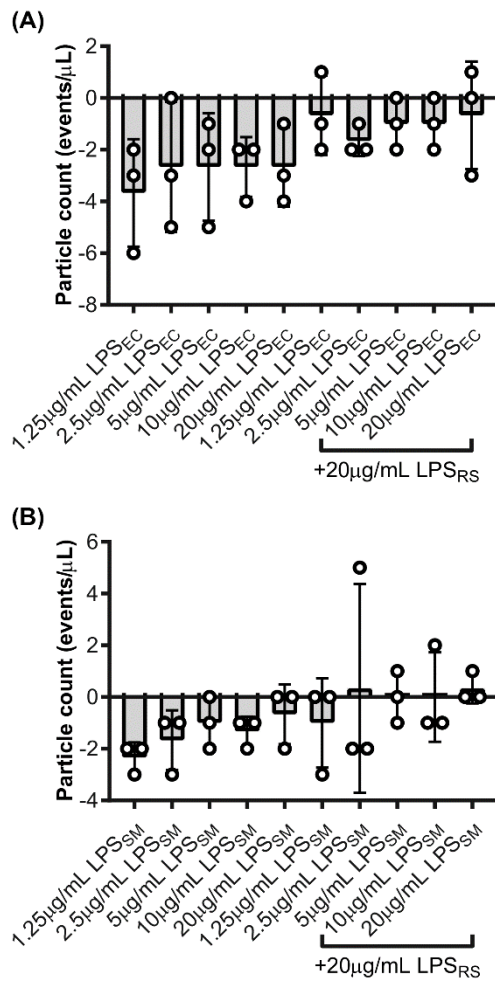 (A)
Particle count (events/μL)
2
0
-2
-4
-6
-8
1.25μg/mL LPSEC
2.5μg/mL LPSEC
5μg/mL LPSEC
10μg/mL LPSEC
20μg/mL LPSEC
1.25μg/mL LPSEC
2.5μg/mL LPSEC
5μg/mL LPSEC
10μg/mL LPSEC
20μg/mL LPSEC
+20μg/mL LPSRS
(B)
Particle count (events/μL)
6
4
2
0
-2
-4
1.25μg/mL LPSSM
2.5μg/mL LPSSM
5μg/mL LPSSM
10μg/mL LPSSM
20μg/mL LPSSM
1.25μg/mL LPSSM
2.5μg/mL LPSSM
5μg/mL LPSSM
10μg/mL LPSSM
20μg/mL LPSSM
+20μg/mL LPSRS